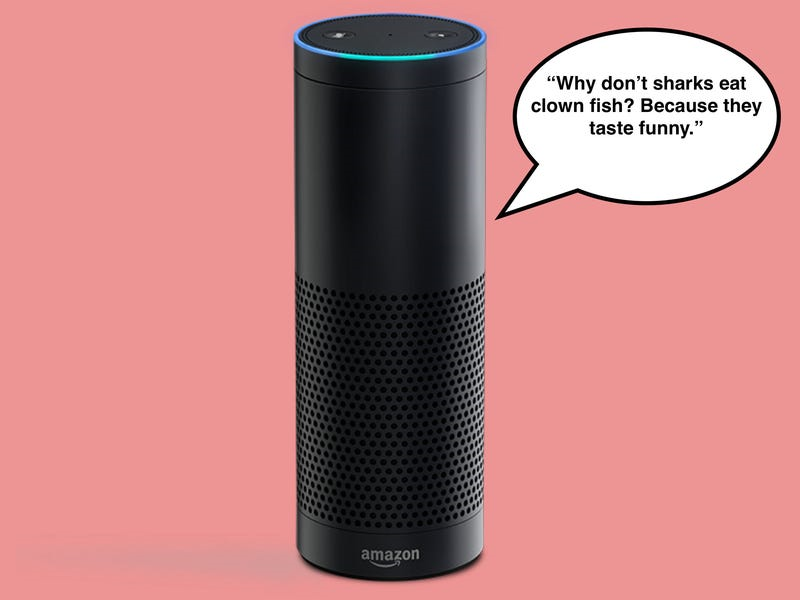 “Why don’t sharks eat
clown fish? Because they
taste funny.”
amazon